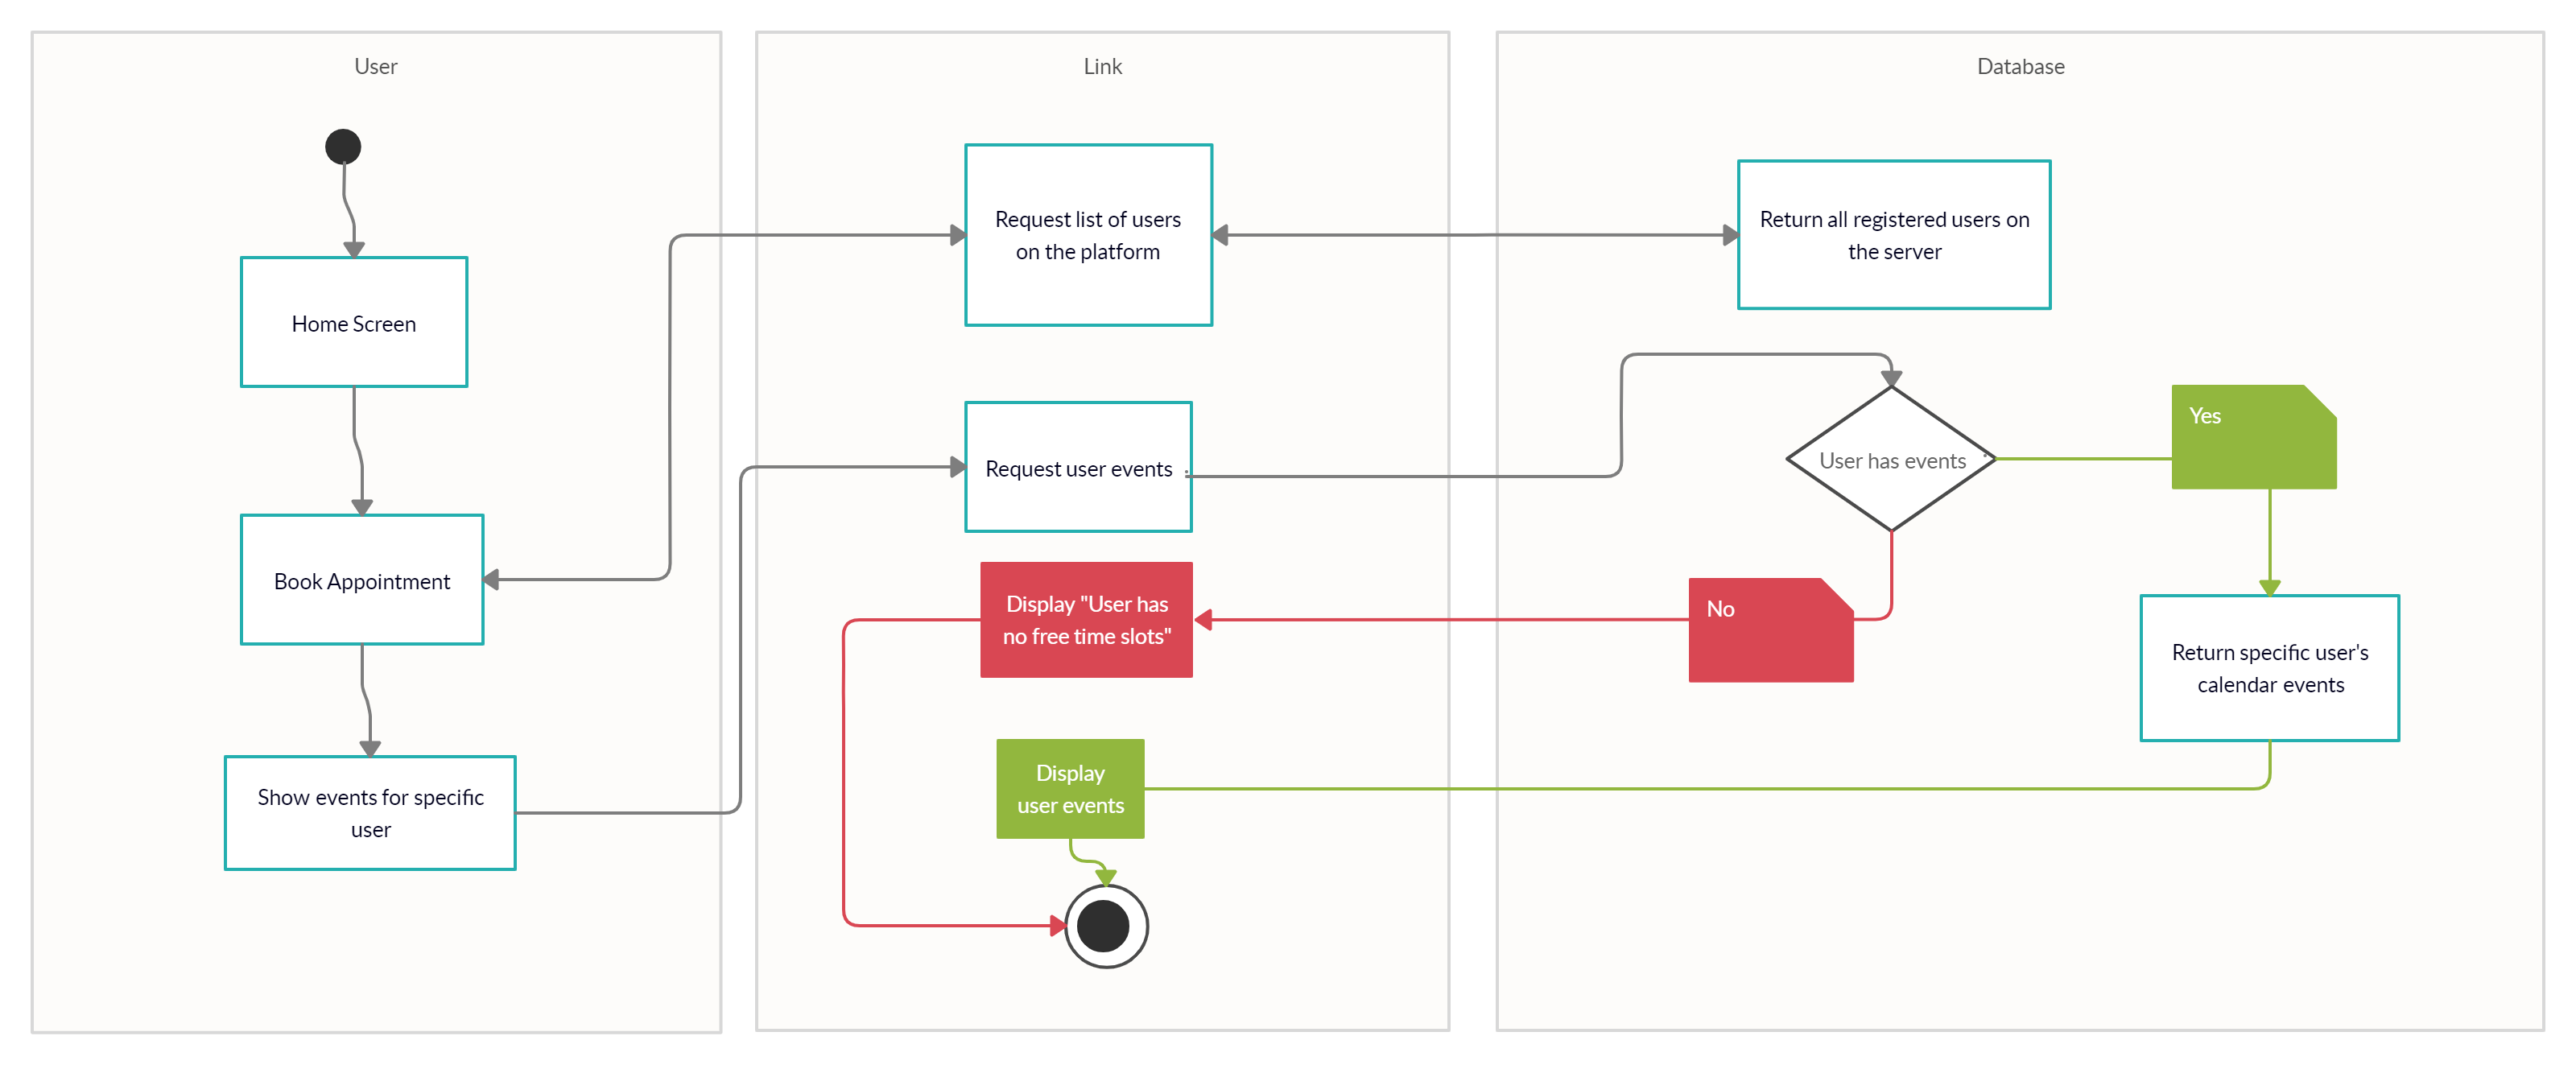 User
Home Screen
Book Appointment
Show events for specific
user
Link
Request list of users
on the platform
Request user events
Display "User has
no free time slots"
Display
user events
Database
Return all registered users on
the server
User has events
Yes
No
Return specific user's
calendar events